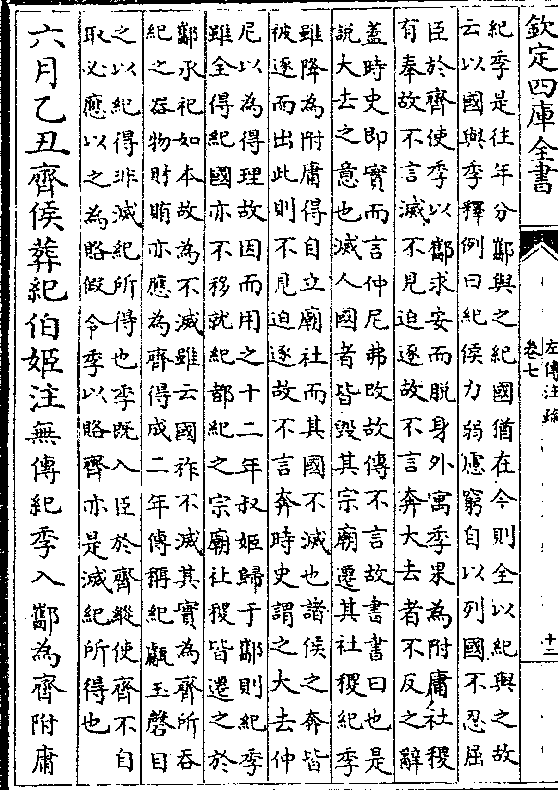 欽定四庫全書
左傳注疏
卷七
十三
紀季是往年分酅與之紀國猶在今則全以紀與之故
云以國與季釋例曰紀侯力弱慮窮自以列國不忍屈
臣於齊使季以酅求安而脫身外寓季果為附庸社稷
有奉故不言滅不見迫逐故不言奔大去者不反之辭
蓋時史即實而言仲尼弗改故傳不言故書書曰也是
說大去之意也滅人國者皆毀其宗廟遷其社稷紀季
雖降為附庸得自立廟社而其國不滅也諸侯之奔皆
被逐而出此則不見迫逐故不言奔時史謂之大去仲
尼以為得理故因而用之十二年叔姬歸于酅則紀季
雖全得紀國亦不移就紀都紀之宗廟社稷皆遷之於
酅承祀如本故為不滅雖云國祚不滅其實為齊所吞
紀之器物財賄亦應為齊得成二年傳稱紀甗玉磬目
之以紀得非滅紀所得也季既入臣於齊縱使齊不自
取必應以之為賂假令季以賂齊亦是滅紀所得也
六月乙丑齊侯葬紀伯姬注無傳紀季入酅為齊附庸